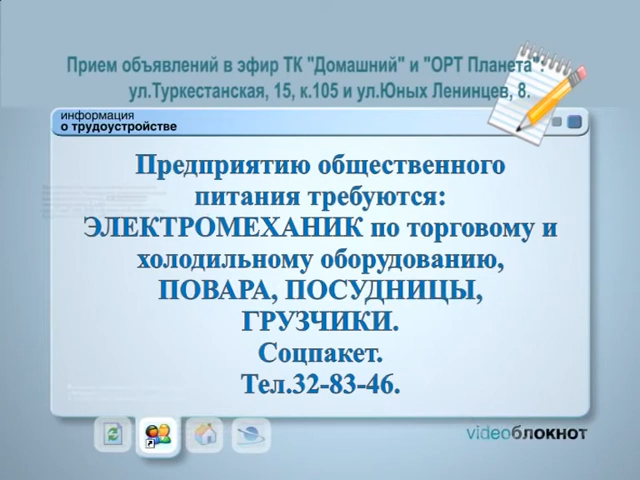 Прием объявлений в эфир ТК "Домашний" и "ОРТ Планета":
ул.Туркестанская, 15, к.105 и ул.Юных Ленинцев, 8.
информация
о трудоустройстве
Предприятию общественного
питания требуются:
ЭЛЕКТРОМЕХАНИК по торговому и
холодильному оборудованию,
ПОВАРА, ПОСУДНИЦЫ,
ГРУЗЧИКИ.
Соцпакет.
Тел.32-83-46.
videoблокнот